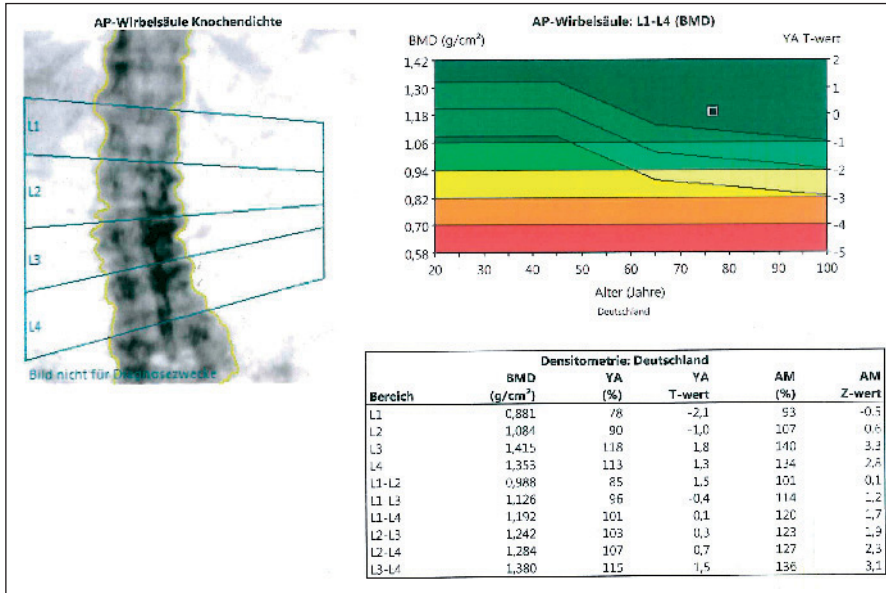 AP-Wirbelsäule Knochendichte
L1
L2
L3
L4
Bild nicht für Diagnosezwecke
AP-Wirbelsäule: L1-L4 (BMD)
BMD (g/cm²) YA T-wert
1,42 2
1,30 1
1,18 0
1,06 -1
0,94 -2
0,82 -3
0,70 -4
0,58 -5
20 30 40 50 60 70 80 90 100
Alter (Jahre)
Deutschland
Densitometrie: Deutschland
BMD YA YA AM AM
Bereich (g/cm²) (%) T-wert (%) Z-wert
L1 0,881 78 -2,1 93 -0,5
L2 1,084 90 -1,0 107 0,6
L3 1,415 118 1,8 140 3,3
L4 1,353 113 1,3 134 2,8
L1-L2 0,988 85 1,5 101 0,1
L1-L3 1,126 96 -0,4 114 1,2
L1-L4 1,192 101 0,1 120 1,7
L2-L3 1,242 103 0,3 123 1,9
L2-L4 1,284 107 0,7 127 2,3
L3-L4 1,380 115 1,5 136 3,1